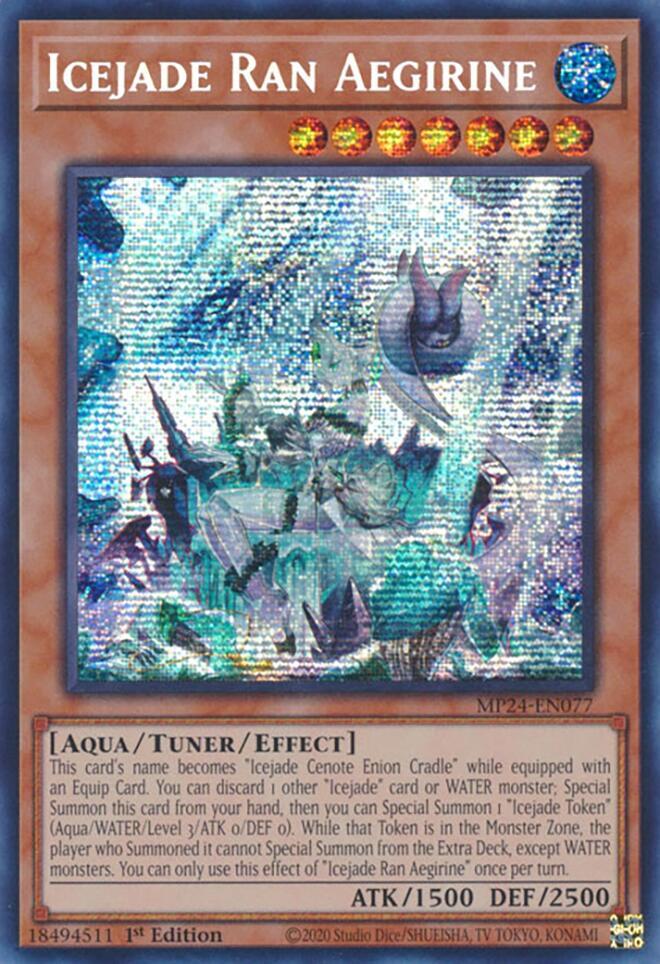 Icejade Ran Aegirine
MP24-EN077
[Aqua/Tuner/Effect]
This card's name becomes "Icejade Cenote Enion Cradle" while equipped with
an Equip Card. You can discard 1 other "Icejade" card or WATER monster; Special
Summon this card from your hand, then you can Special Summon 1 "Icejade Token"
(Aqua/WATER/Level 3/ATK 0/DEF 0). While that Token is in the Monster Zone, the
player who Summoned it cannot Special Summon from the Extra Deck, except WATER
monsters. You can only use this effect of "Icejade Ran Aegirine" once per turn.
ATK/1500 DEF/2500
18494511 1st Edition ©2020 Studio Dice/SHUEISHA, TV TOKYO, KONAMI